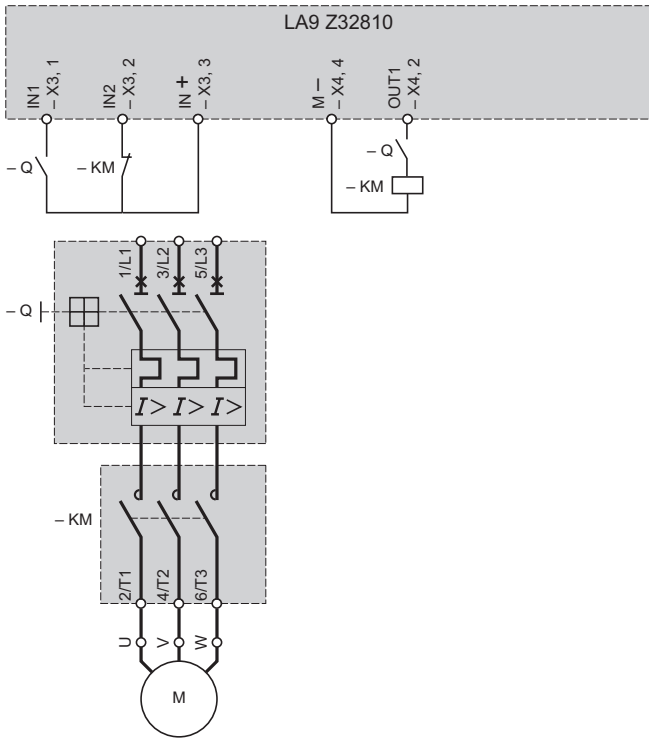 LA9 Z32810
IN1
– X3, 1
IN2
– X3, 2
IN +
– X3, 3
M –
– X4, 4
OUT1
– X4, 2
– Q
– KM
– Q
– KM
1/L1
3/L2
5/L3
– Q
I >
I >
I >
– KM
2/T1
4/T2
6/T3
U
V
W
M